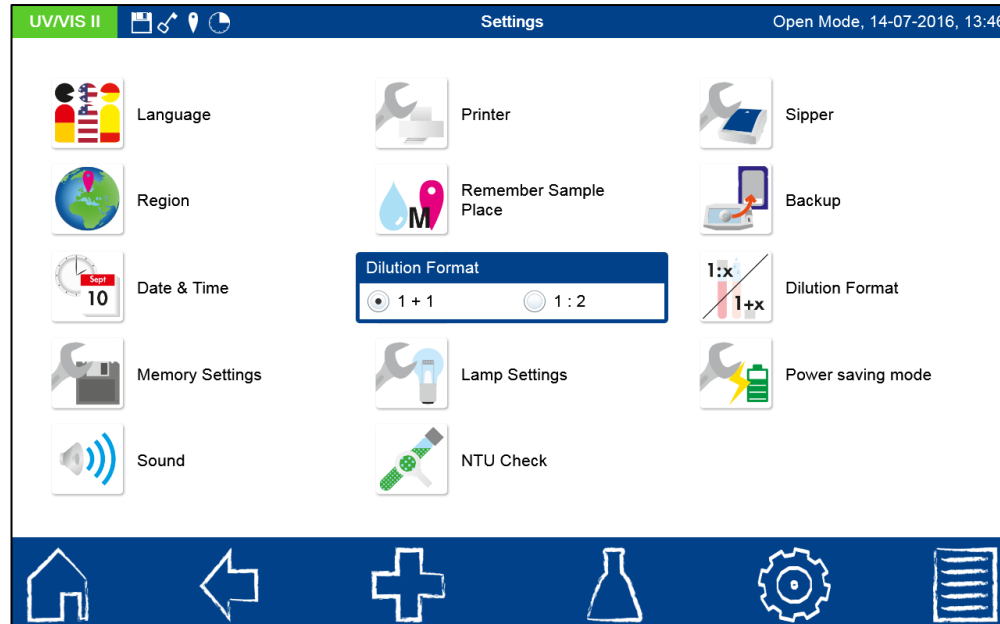 UV/VIS II
Settings
Open Mode, 14-07-2016, 13:46
Language
Printer
Sipper
Region
M
Remember Sample
Place
Backup
Sept
10
Date & Time
Dilution Format
1 + 1
1 : 2
1:x
1+x
Dilution Format
Memory Settings
Lamp Settings
Power saving mode
Sound
NTU Check